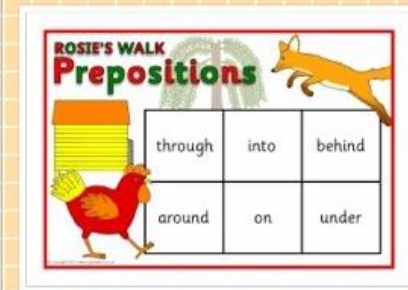 ROSIE'S WALK
Prepositions
through into behind
around on under